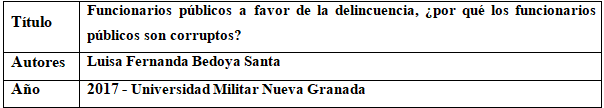 Título
Funcionarios públicos a favor de la delincuencia, ¿por qué los funcionarios
públicos son corruptos?
Autores
Luisa Fernanda Bedoya Santa
Año
2017 - Universidad Militar Nueva Granada